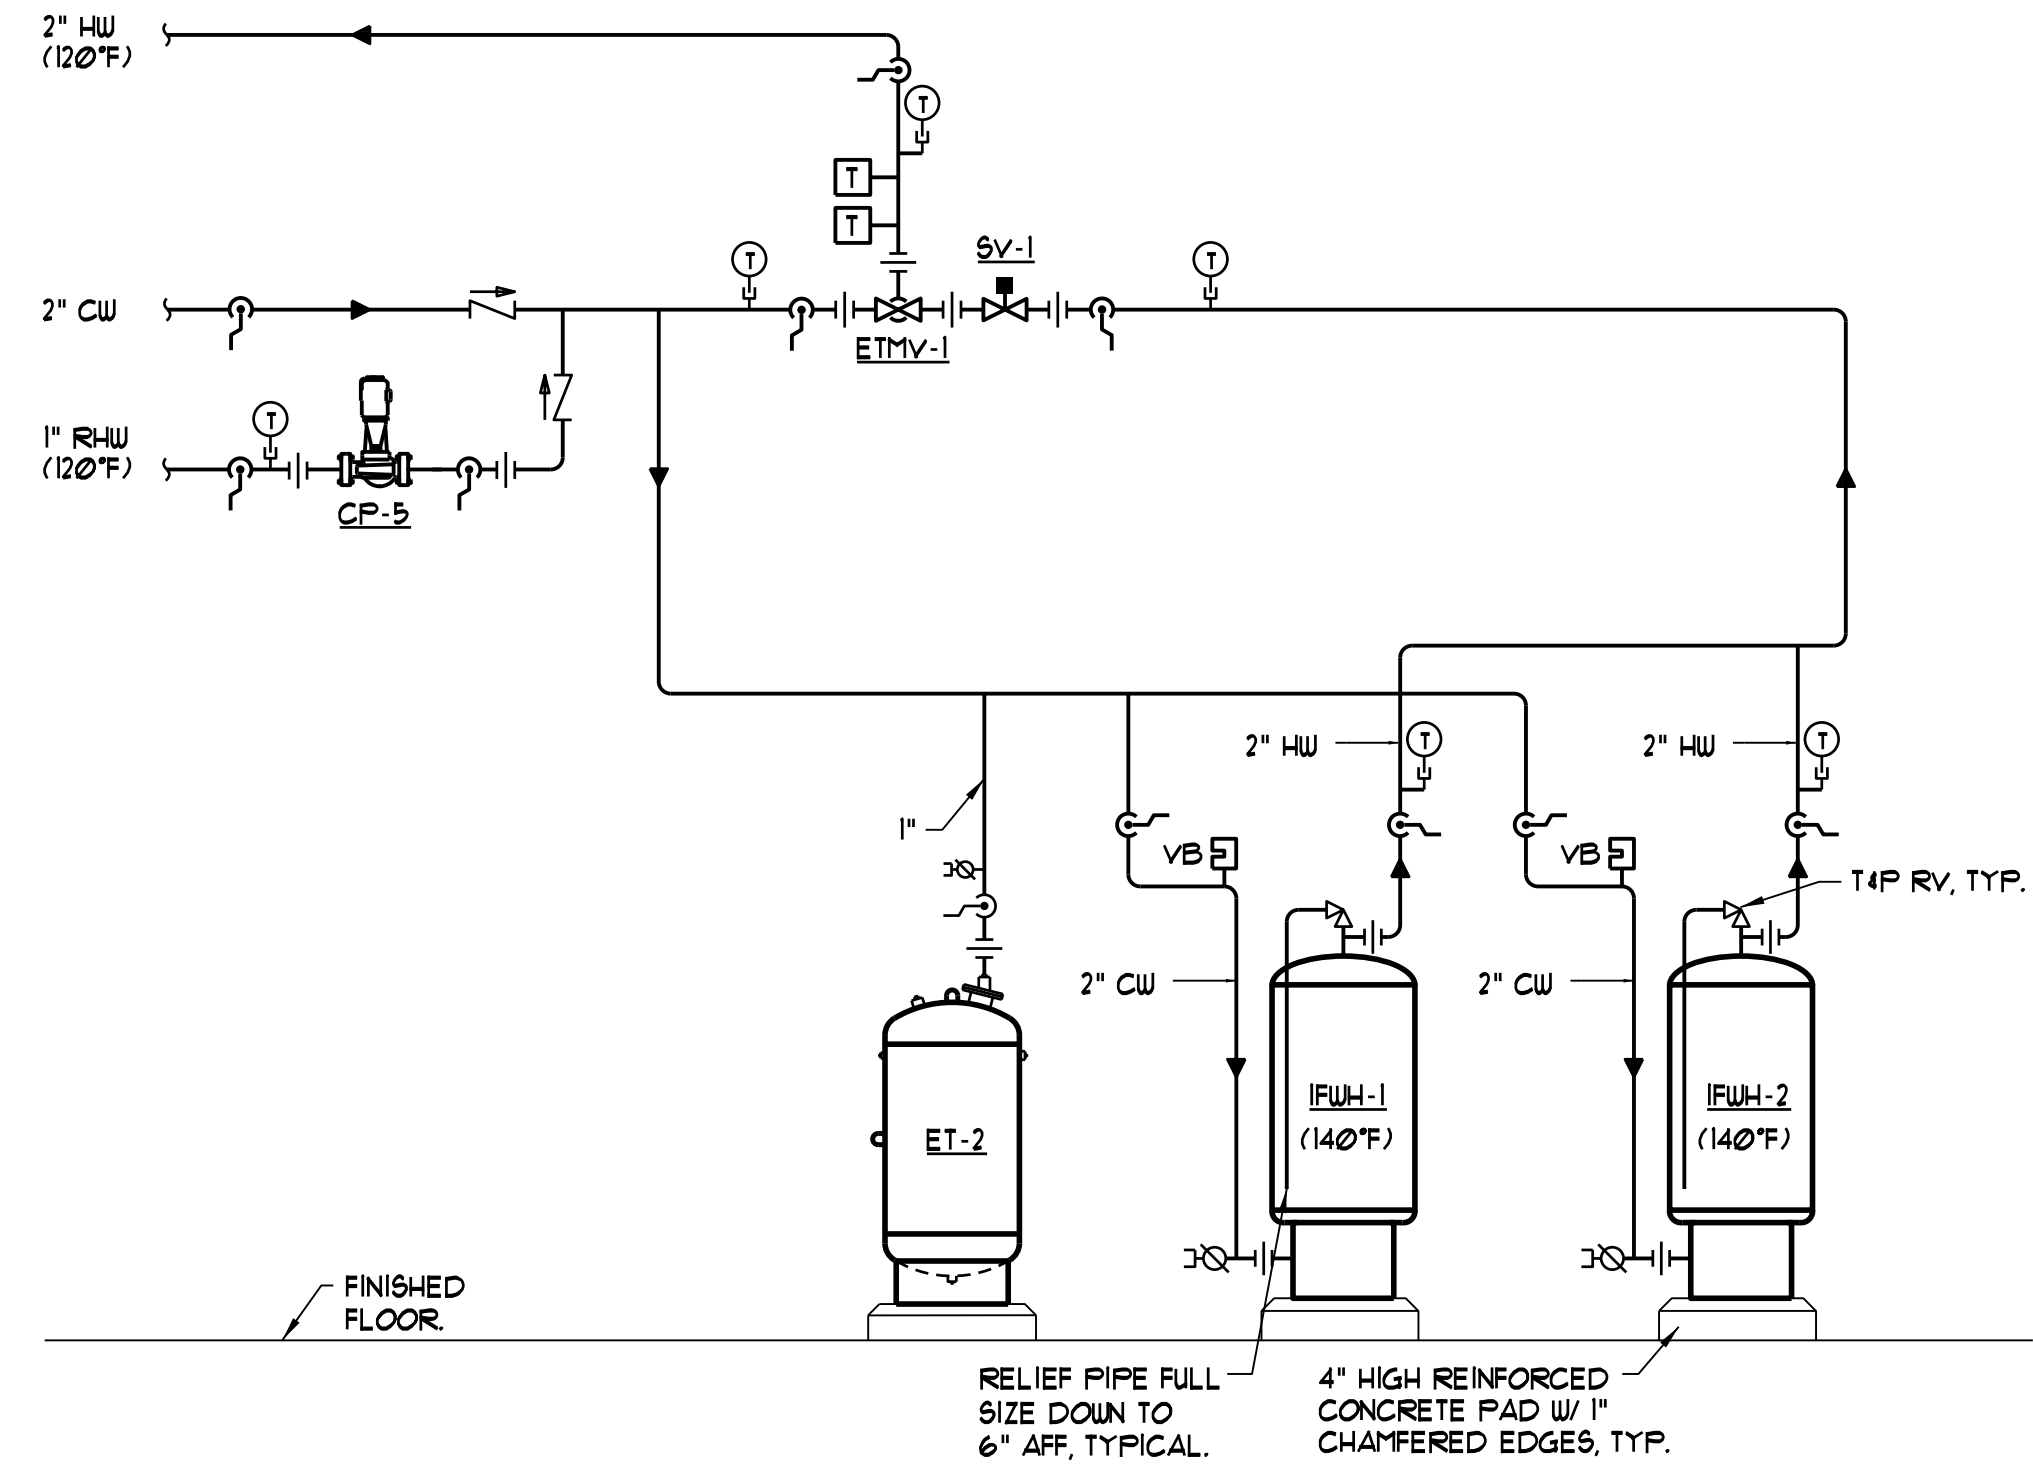 2" HW
(120°F)
T
T
T
SV-1
T
T
2" CW
ETMV-1
T
1" RHW
(120°F)
CP-5
2" HW
T
2" HW
T
1"
VB
VB
T&P RV, TYP.
2" CW
2" CW
IFWH-1
(140°F)
IFWH-2
(140°F)
ET-2
FINISHED
FLOOR.
RELIEF PIPE FULL
SIZE DOWN TO
6" AFF, TYPICAL.
4" HIGH REINFORCED
CONCRETE PAD W/ 1"
CHAMFERED EDGES, TYP.